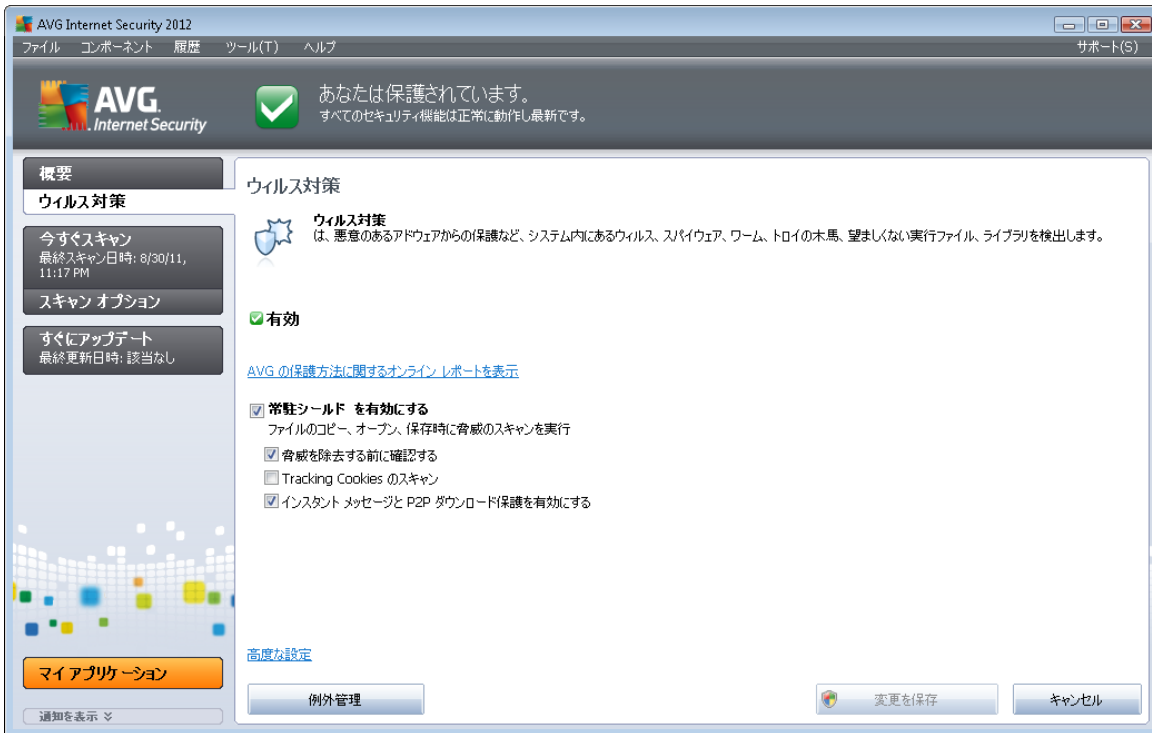 AVG Internet Security 2012
ファイル コンポーネント 履歴 ツール(T) ヘルプ サポート(S)
AVG.
Internet Security
あなたは保護されています。
すべてのセキュリティ機能は正常に動作し最新です。
概要
ウィルス対策
今すぐスキャン
最終スキャン日時: 8/30/11,
11:17 PM
スキャン オプション
すぐにアップデート
最終更新日時: 該当なし
マイ アプリケーション
通知を表示
ウィルス対策
ウィルス対策
は、悪意のあるアドウェアからの保護など、システム内にあるウィルス、スパイウェア、ワーム、トロイの木馬、望ましくない実行ファイル、ライブラリを検出します。
有効
AVG の保護方法に関するオンライン レポートを表示
常駐シールド を有効にする
ファイルのコピー、オープン、保存時に脅威のスキャンを実行
脅威を除去する前に確認する
Tracking Cookies のスキャン
インスタント メッセージと P2P ダウンロード保護を有効にする
高度な設定
例外管理
変更を保存
キャンセル